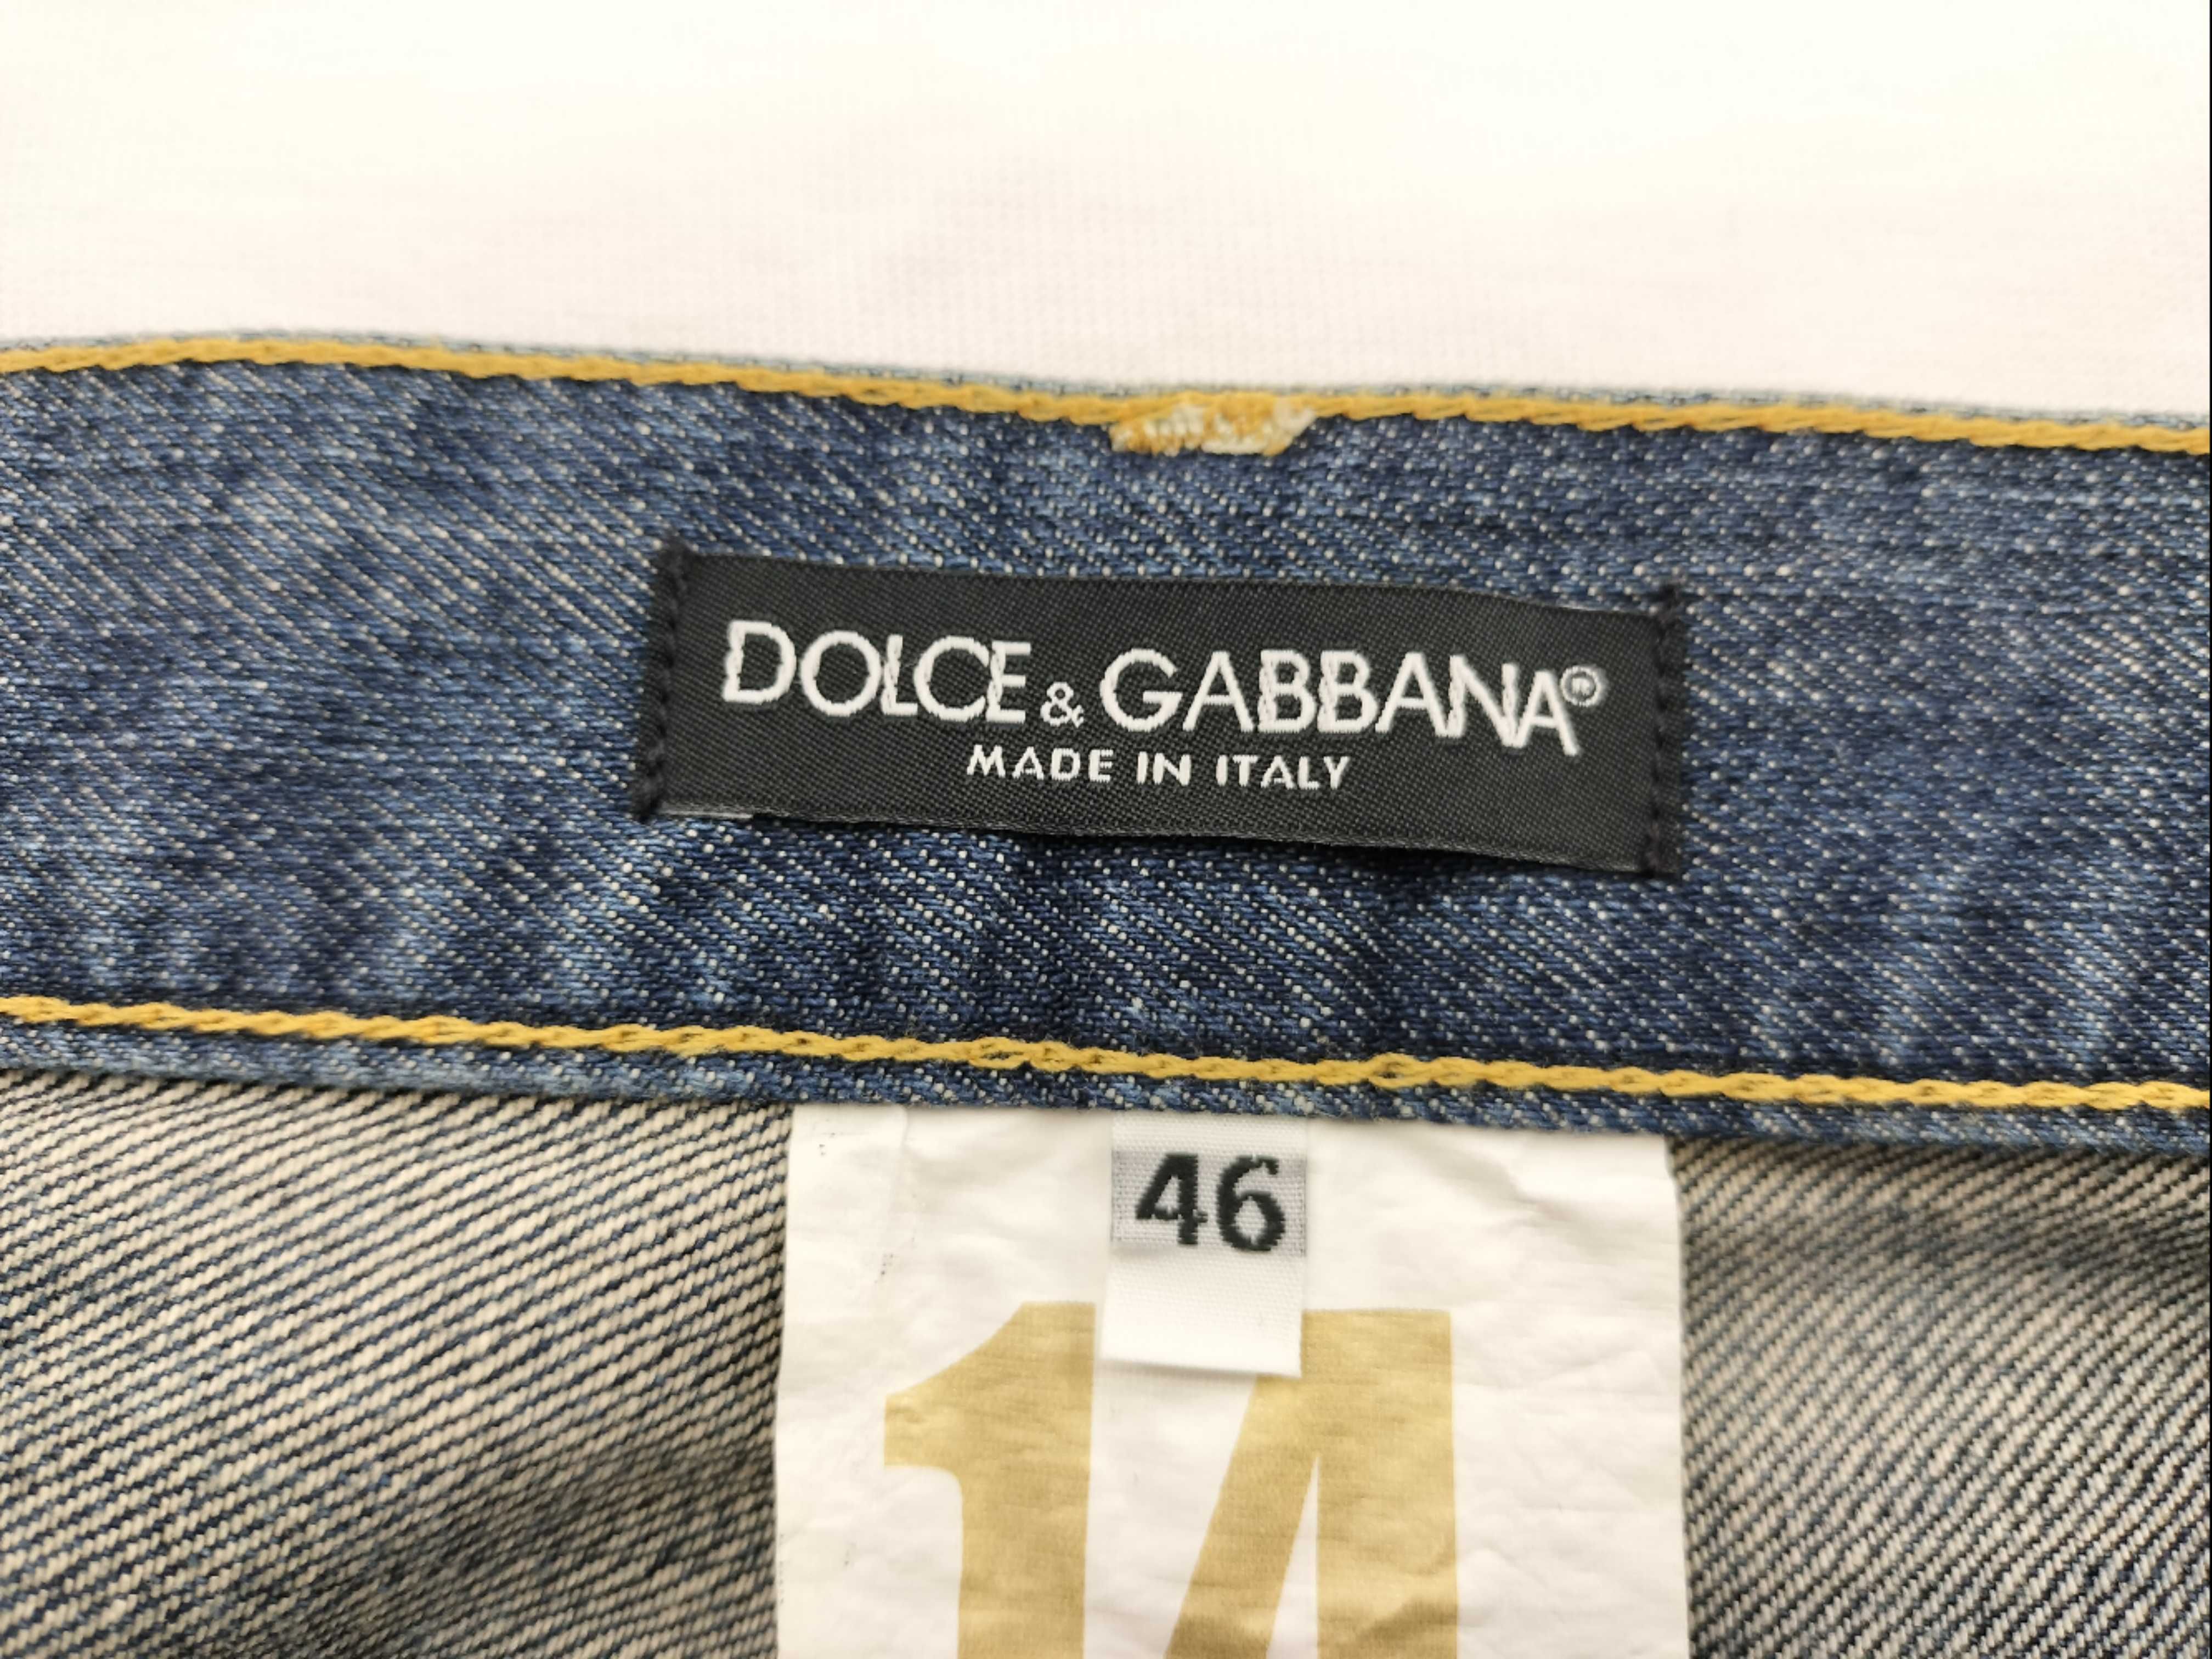 DOLCE & GABBANA®
MADE IN ITALY
46
14